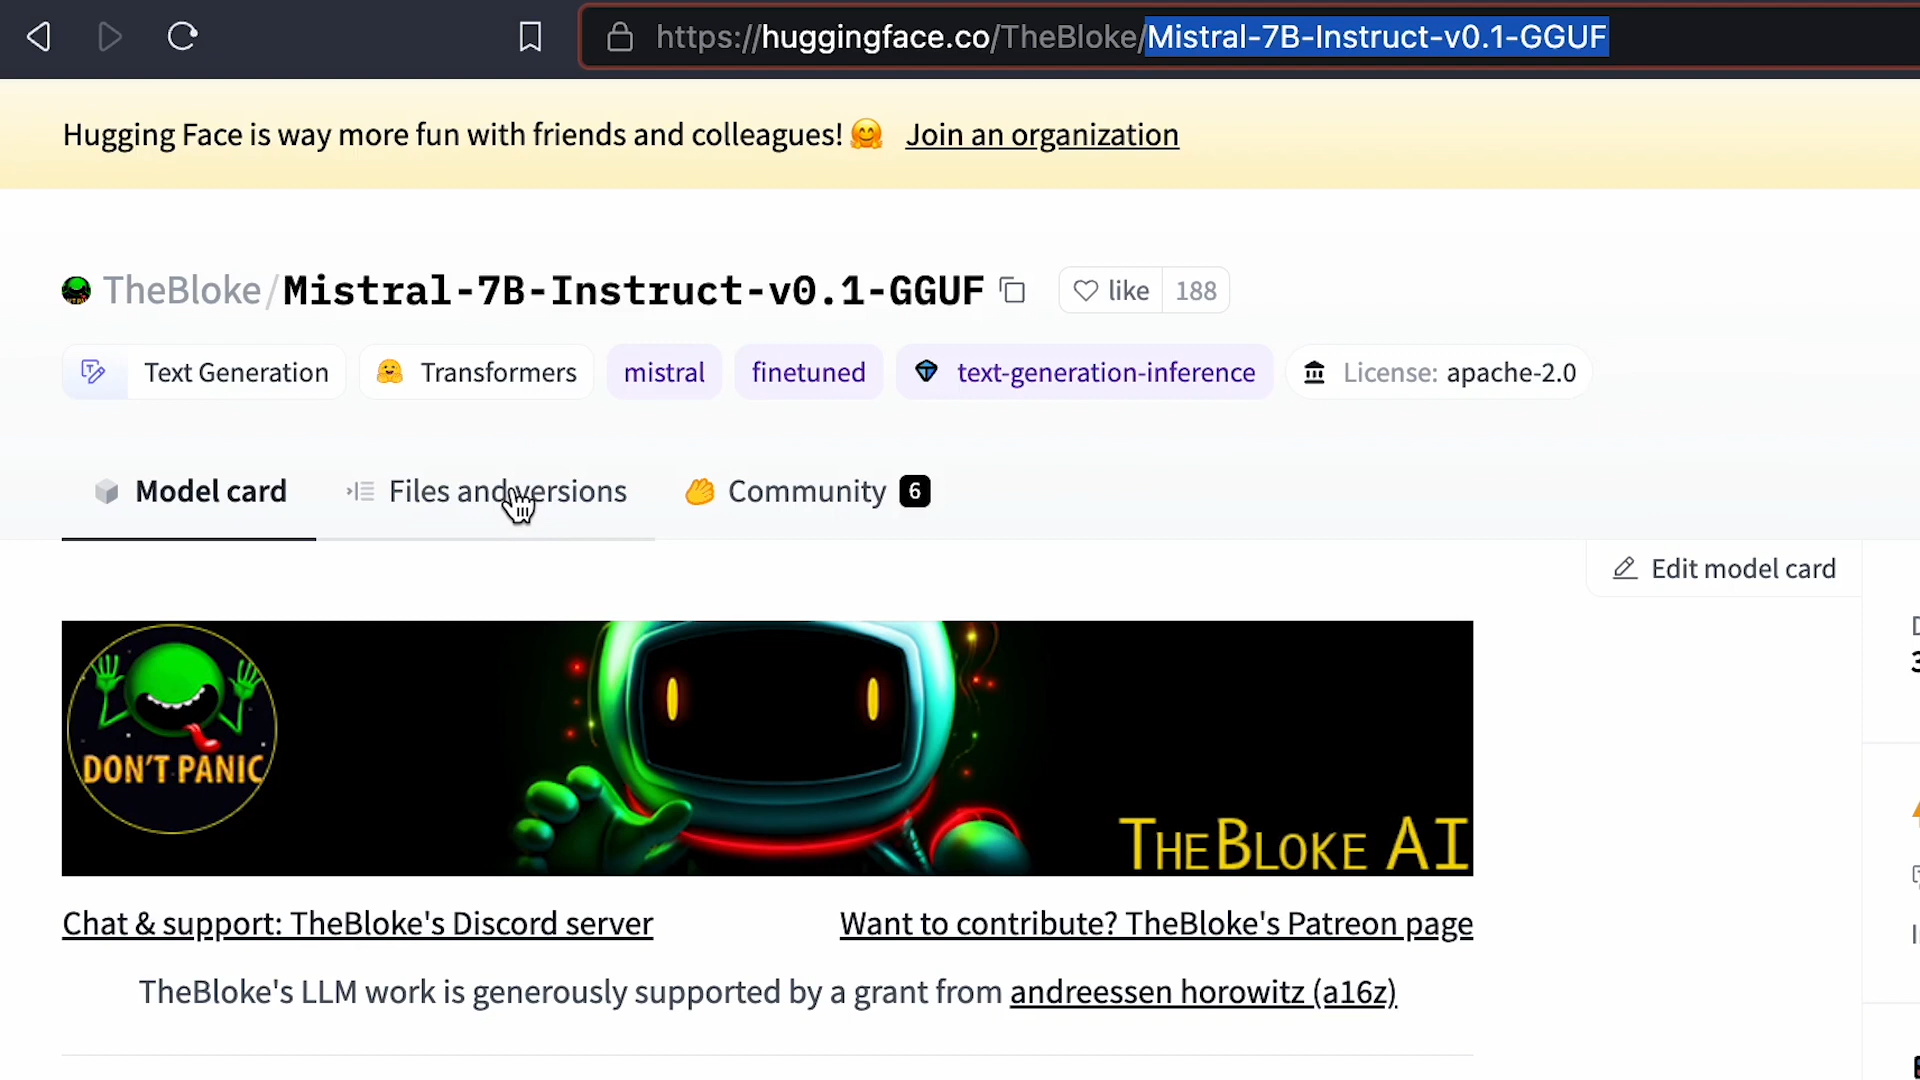 https://huggingface.co/TheBloke/Mistral-7B-Instruct-v0.1-GGUF
Hugging Face is way more fun with friends and colleagues! 🤗 Join an organization
TheBloke/Mistral-7B-Instruct-v0.1-GGUF like 188
Text Generation Transformers mistral finetuned text-generation-inference License: apache-2.0
Model card Files and versions Community 6
Edit model card
DON'T PANIC
THEBLOKE AI
Chat & support: TheBloke's Discord server Want to contribute? TheBloke's Patreon page
TheBloke's LLM work is generously supported by a grant from andreessen horowitz (a16z)